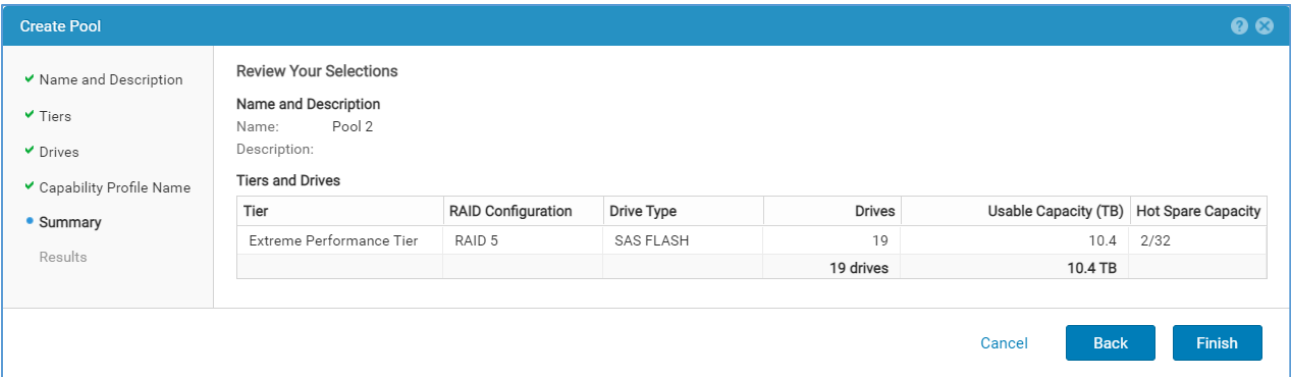 Create Pool
Name and Description
Tiers
Drives
Capability Profile Name
Summary
Results
Review Your Selections
Name and Description
Name: Pool 2
Description:
Tiers and Drives
Tier RAID Configuration Drive Type Drives Usable Capacity (TB) Hot Spare Capacity
Extreme Performance Tier RAID 5 SAS FLASH 19 10.4 2/32
19 drives 10.4 TB
Cancel Back Finish